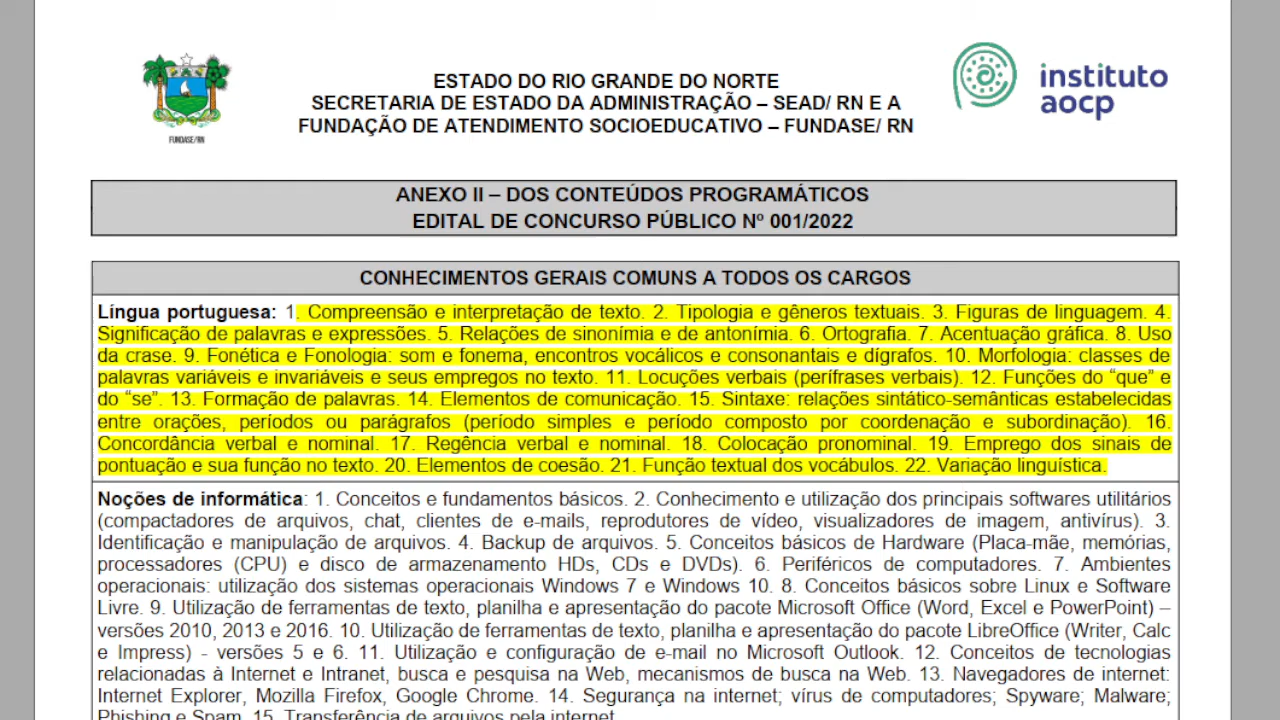 ESTADO DO RIO GRANDE DO NORTE
SECRETARIA DE ESTADO DA ADMINISTRAÇÃO – SEAD/ RN E A
FUNDAÇÃO DE ATENDIMENTO SOCIOEDUCATIVO – FUNDASE/ RN
FUNDASE/RN
instituto
aocp
ANEXO II – DOS CONTEÚDOS PROGRAMÁTICOS
EDITAL DE CONCURSO PÚBLICO Nº 001/2022
CONHECIMENTOS GERAIS COMUNS A TODOS OS CARGOS
Língua portuguesa: 1. Compreensão e interpretação de texto. 2. Tipologia e gêneros textuais. 3. Figuras de linguagem. 4.
Significação de palavras e expressões. 5. Relações de sinonímia e de antonímia. 6. Ortografia. 7. Acentuação gráfica. 8. Uso
da crase. 9. Fonética e Fonologia: som e fonema, encontros vocálicos e consonantais e dígrafos. 10. Morfologia: classes de
palavras variáveis e invariáveis e seus empregos no texto. 11. Locuções verbais (perífrases verbais). 12. Funções do “que” e
do “se”. 13. Formação de palavras. 14. Elementos de comunicação. 15. Sintaxe: relações sintático-semânticas estabelecidas
entre orações, períodos ou parágrafos (período simples e período composto por coordenação e subordinação). 16.
Concordância verbal e nominal. 17. Regência verbal e nominal. 18. Colocação pronominal. 19. Emprego dos sinais de
pontuação e sua função no texto. 20. Elementos de coesão. 21. Função textual dos vocábulos. 22. Variação linguística.
Noções de informática: 1. Conceitos e fundamentos básicos. 2. Conhecimento e utilização dos principais softwares utilitários
(compactadores de arquivos, chat, clientes de e-mails, reprodutores de vídeo, visualizadores de imagem, antivírus). 3.
Identificação e manipulação de arquivos. 4. Backup de arquivos. 5. Conceitos básicos de Hardware (Placa-mãe, memórias,
processadores (CPU) e disco de armazenamento HDs, CDs e DVDs). 6. Periféricos de computadores. 7. Ambientes
operacionais: utilização dos sistemas operacionais Windows 7 e Windows 10. 8. Conceitos básicos sobre Linux e Software
Livre. 9. Utilização de ferramentas de texto, planilha e apresentação do pacote Microsoft Office (Word, Excel e PowerPoint) –
versões 2010, 2013 e 2016. 10. Utilização de ferramentas de texto, planilha e apresentação do pacote LibreOffice (Writer, Calc
e Impress) - versões 5 e 6. 11. Utilização e configuração de e-mail no Microsoft Outlook. 12. Conceitos de tecnologias
relacionadas à Internet e Intranet, busca e pesquisa na Web, mecanismos de busca na Web. 13. Navegadores de internet:
Internet Explorer, Mozilla Firefox, Google Chrome. 14. Segurança na internet; vírus de computadores; Spyware; Malware;
Phishing e Spam. 15. Transferência de arquivos pela internet.